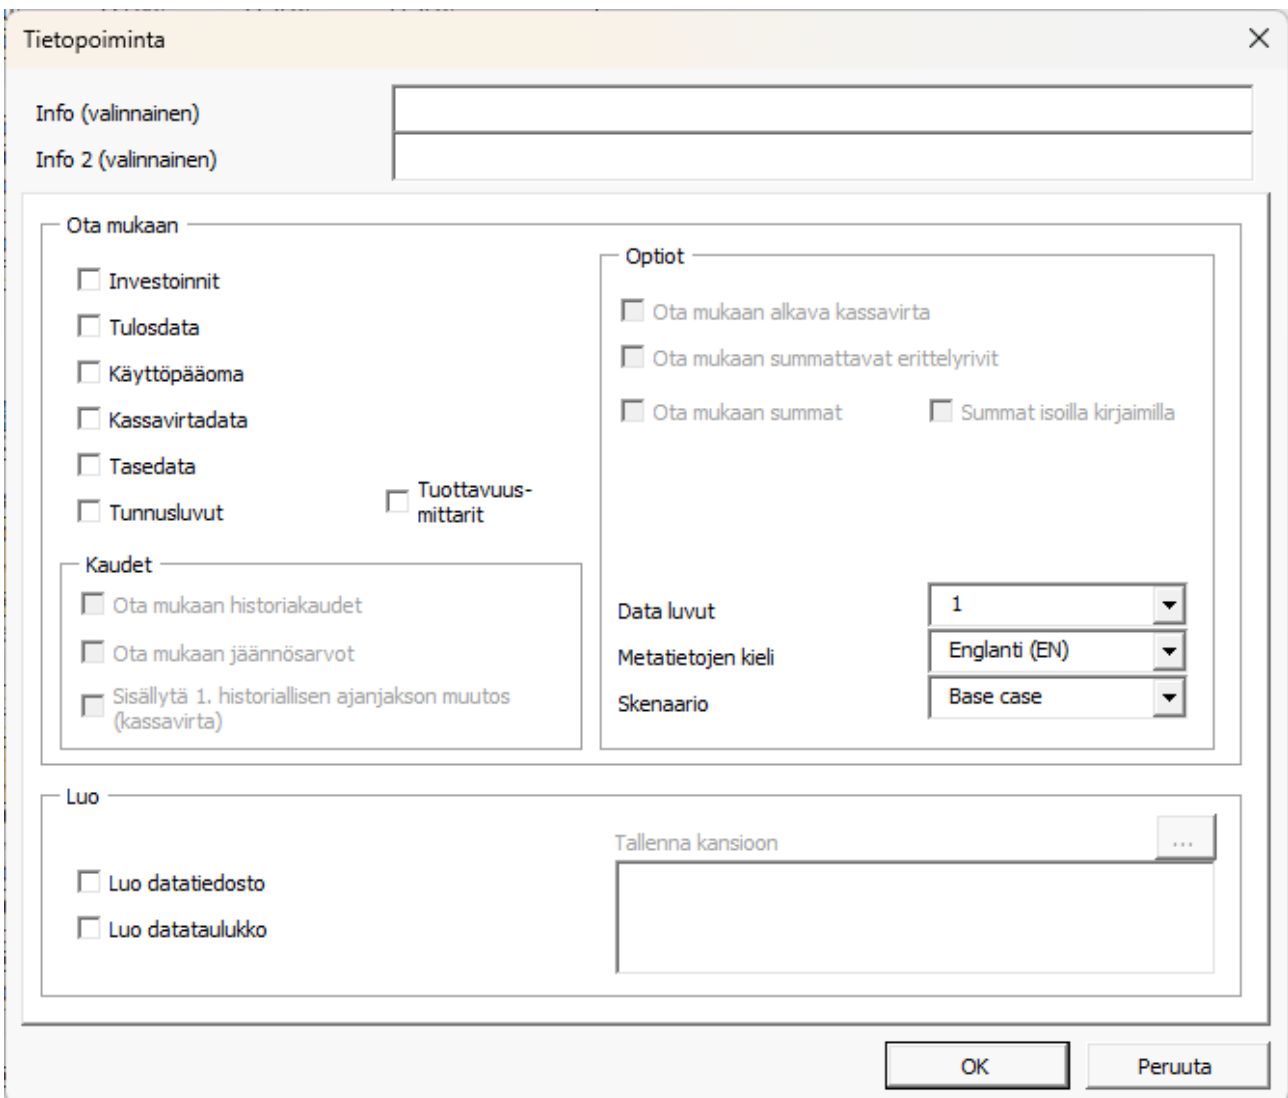 Tietopoiminta
Info (valinnainen)
Info 2 (valinnainen)
Ota mukaan
Investoinnit
Tulosdata
Käyttöpääoma
Kassavirtadata
Tasedata
Tunnusluvut
Tuottavuus-
mittarit
Kaudet
Ota mukaan historiakaudet
Ota mukaan jäännösarvot
Sisällytä 1. historiallisen ajanjakson muutos
(kassavirta)
Optiot
Ota mukaan alkava kassavirta
Ota mukaan summattavat erittelyrivit
Ota mukaan summat
Summat isoilla kirjaimilla
Data luvut
1
Metatietojen kieli
Englanti (EN)
Skenaario
Base case
Luo
Luo datatiedosto
Luo datataulukko
Tallenna kansioon
...
OK
Peruuta